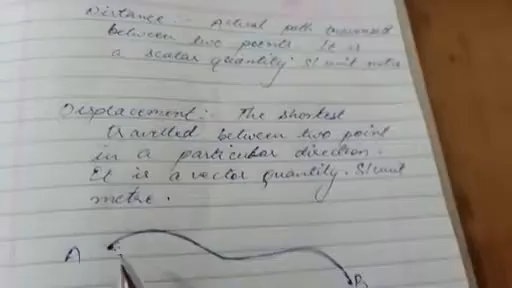 Distance :- Actual path traversed
between two points. It is
a scalar quantity. SI unit metre
Displacement :- The shortest
travelled between two point
in a particular direction.
It is a vector quantity. SI unit
metre.
A
B